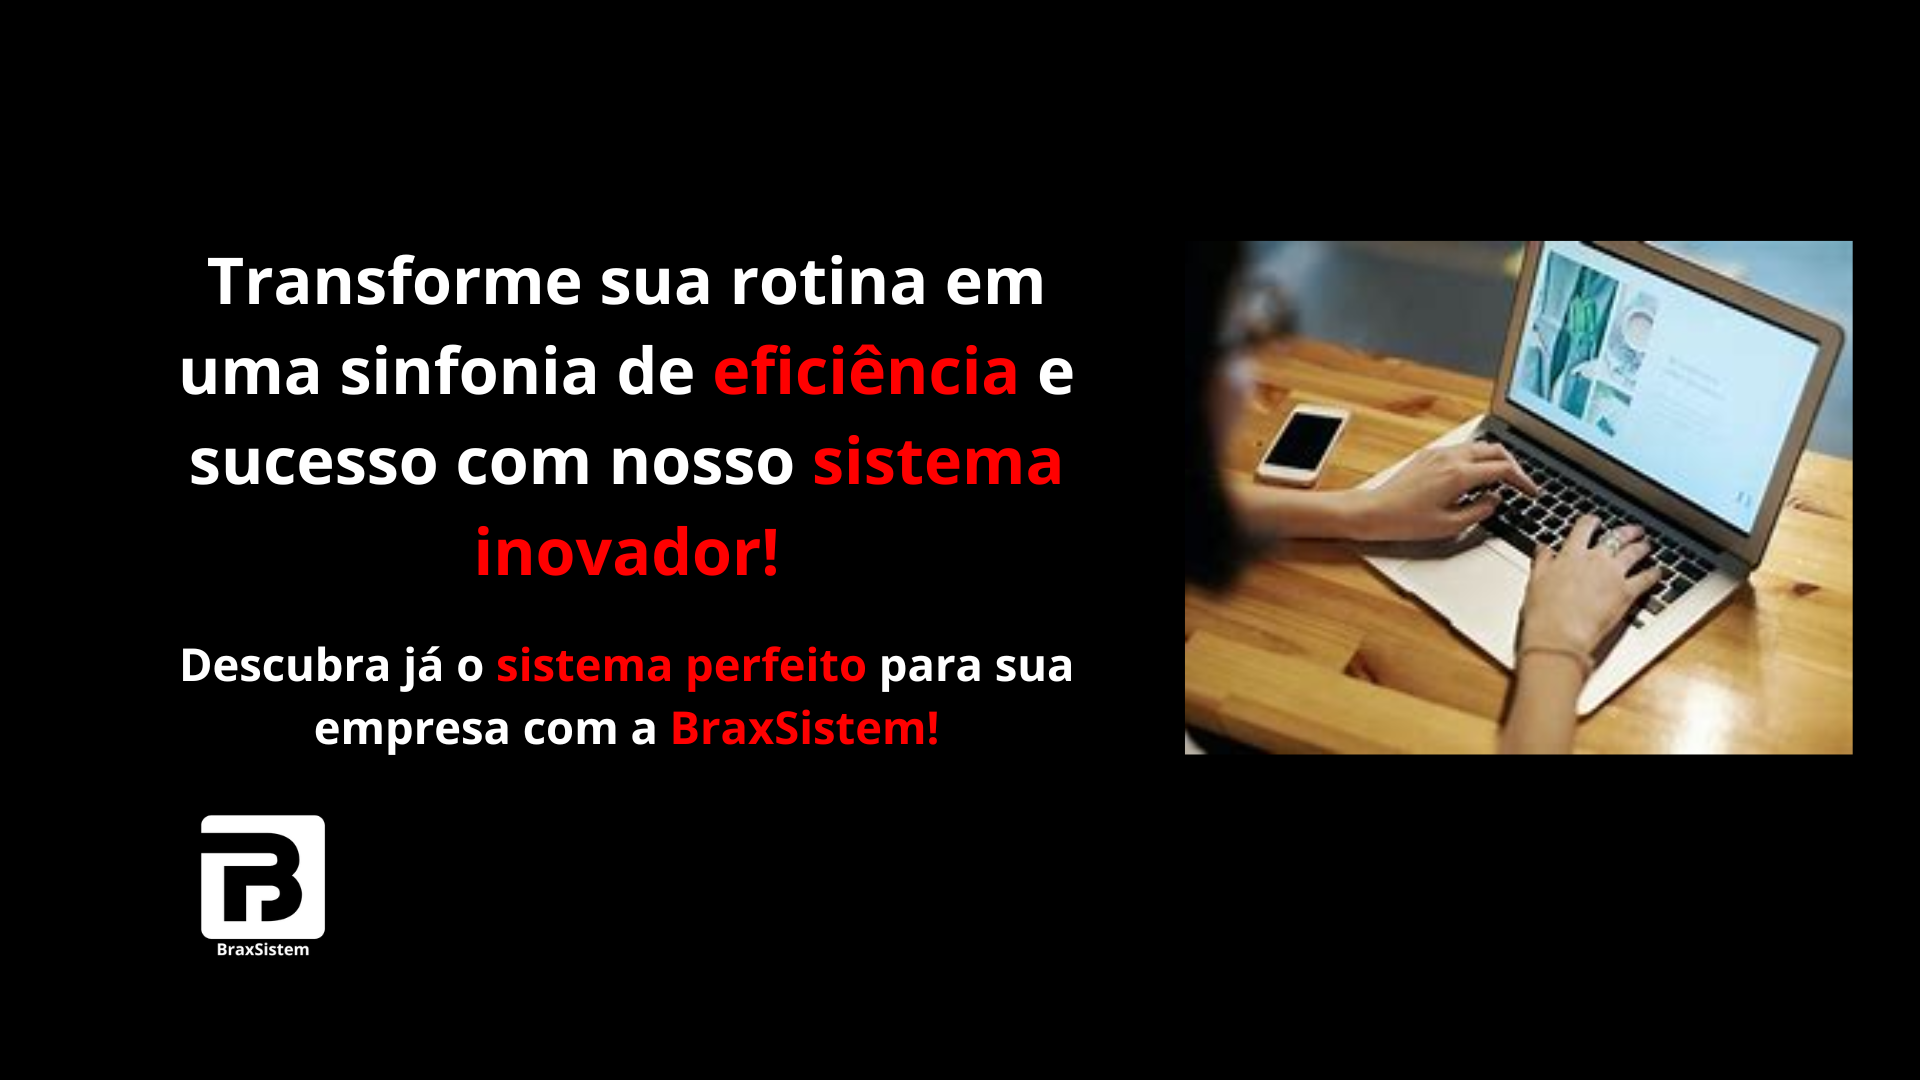 Transforme sua rotina em
uma sinfonia de eficiência e
sucesso com nosso sistema
inovador!
Descubra já o sistema perfeito para sua
empresa com a BraxSistem!
B
BraxSistem